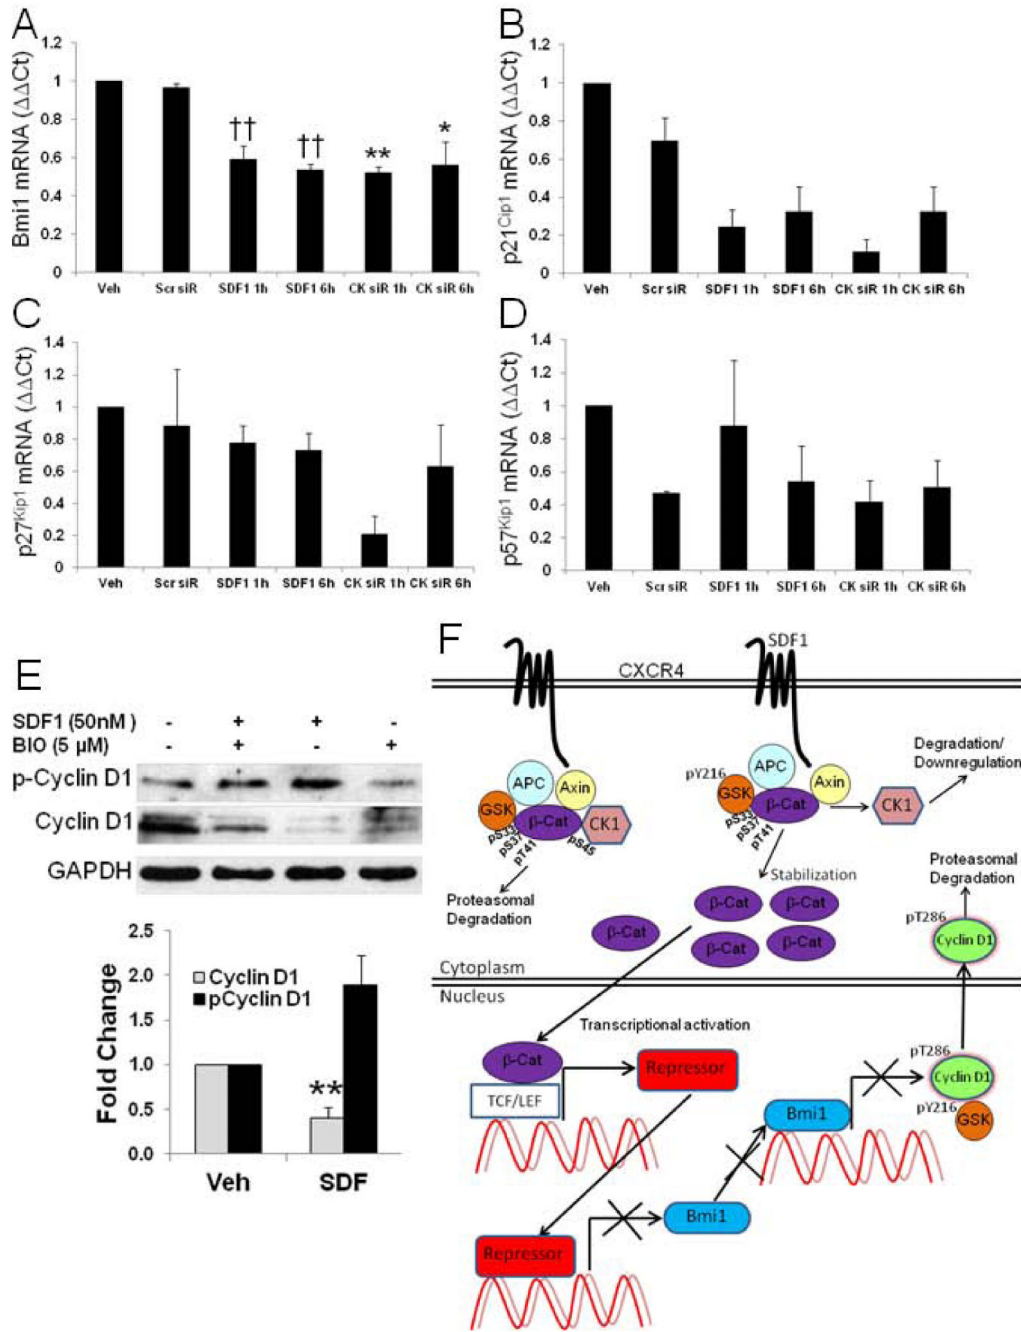 A
Bmi1 mRNA (ΔΔCt)
1.2
1
0.8
0.6
0.4
0.2
0
††
††
**
*
Veh
Scr siR
SDF1 1h
SDF1 6h
CK siR 1h
CK siR 6h
B
p21Cip1 mRNA (ΔΔCt)
1.2
1
0.8
0.6
0.4
0.2
0
Veh
Scr siR
SDF1 1h
SDF1 6h
CK siR 1h
CK siR 6h
C
p27Kip1 mRNA (ΔΔCt)
1.4
1.2
1
0.8
0.6
0.4
0.2
0
Veh
Scr siR
SDF1 1h
SDF1 6h
CK siR 1h
CK siR 6h
D
p57Kip1 mRNA (ΔΔCt)
1.4
1.2
1
0.8
0.6
0.4
0.2
0
Veh
Scr siR
SDF1 1h
SDF1 6h
CK siR 1h
CK siR 6h
E
SDF1 (50nM ) - + + -
BIO (5 µM) - + - +
p-Cyclin D1
Cyclin D1
GAPDH
Fold Change
2.5
2.0
1.0
0.5
0.0
Cyclin D1
pCyclin D1
**
Veh
SDF
F
SDF1
CXCR4
APC
Axin
GSK
β-Cat
CK1
pS33
pS37
pT41
pS45
Proteasomal
Degradation
pY216
APC
Axin
GSK
β-Cat
pS33
pS37
pT41
CK1
Degradation/
Downregulation
Stabilization
β-Cat
β-Cat
β-Cat
β-Cat
β-Cat
Proteasomal
Degradation
pT286
Cyclin D1
Cytoplasm
Nucleus
Transcriptional activation
β-Cat
TCF/LEF
Repressor
Bmi1
pT286
Cyclin D1
pY216
GSK
Bmi1
Repressor